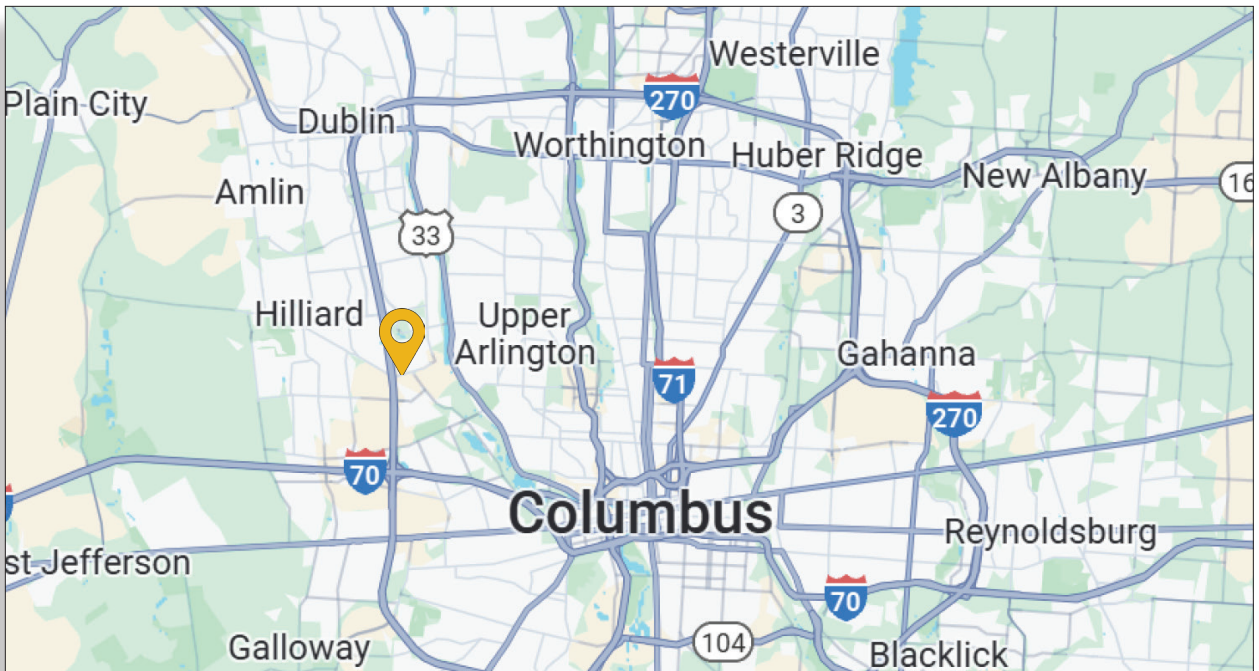 Westerville
270
Plain City
Dublin
Worthington
Huber Ridge
New Albany
Amlin
16
3
33
Hilliard
Upper
Arlington
Gahanna
71
270
70
Columbus
Reynoldsburg
st Jefferson
70
104
Galloway
Blacklick